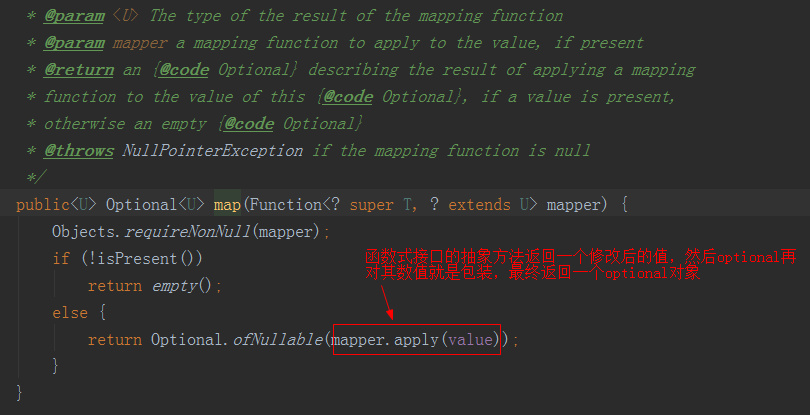 * @param <U> The type of the result of the mapping function
* @param mapper a mapping function to apply to the value, if present
* @return an {@code Optional} describing the result of applying a mapping
* function to the value of this {@code Optional}, if a value is present,
* otherwise an empty {@code Optional}
* @throws NullPointerException if the mapping function is null
*/
public<U> Optional<U> map(Function<? super T, ? extends U> mapper) {
Objects.requireNonNull(mapper);
if (!isPresent())
return empty();
else {
函数式接口的抽象方法返回一个修改后的值，然后optional再
对其数值就是包装，最终返回一个optional对象
return Optional.ofNullable(mapper.apply(value));
}
}